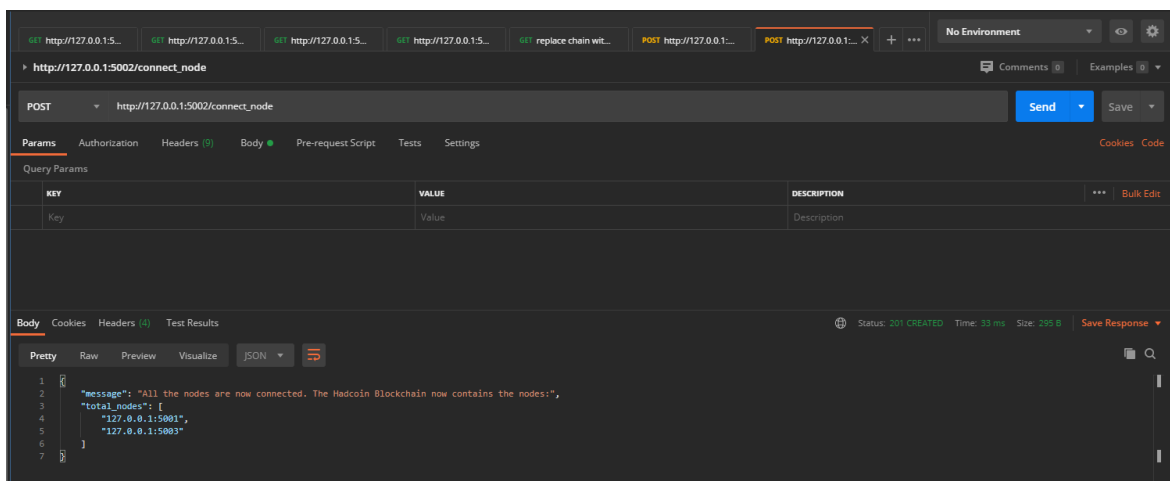 GET http://127.0.0.1:5... GET http://127.0.0.1:5... GET http://127.0.0.1:5... GET http://127.0.0.1:5... GET replace chain wit... POST http://127.0.0.1:... POST http://127.0.0.1:... × + ••• No Environment
http://127.0.0.1:5002/connect_node Comments 0 Examples 0
POST http://127.0.0.1:5002/connect_node Send Save
Params Authorization Headers (9) Body Pre-request Script Tests Settings Cookies Code
Query Params
KEY VALUE DESCRIPTION ••• Bulk Edit
Key Value Description
Body Cookies Headers (4) Test Results Status: 201 CREATED Time: 33 ms Size: 295 B Save Response
Pretty Raw Preview Visualize JSON
1 {
2 "message": "All the nodes are now connected. The Hadcoin Blockchain now contains the nodes:",
3 "total_nodes": [
4 "127.0.0.1:5001",
5 "127.0.0.1:5003"
6 ]
7 }